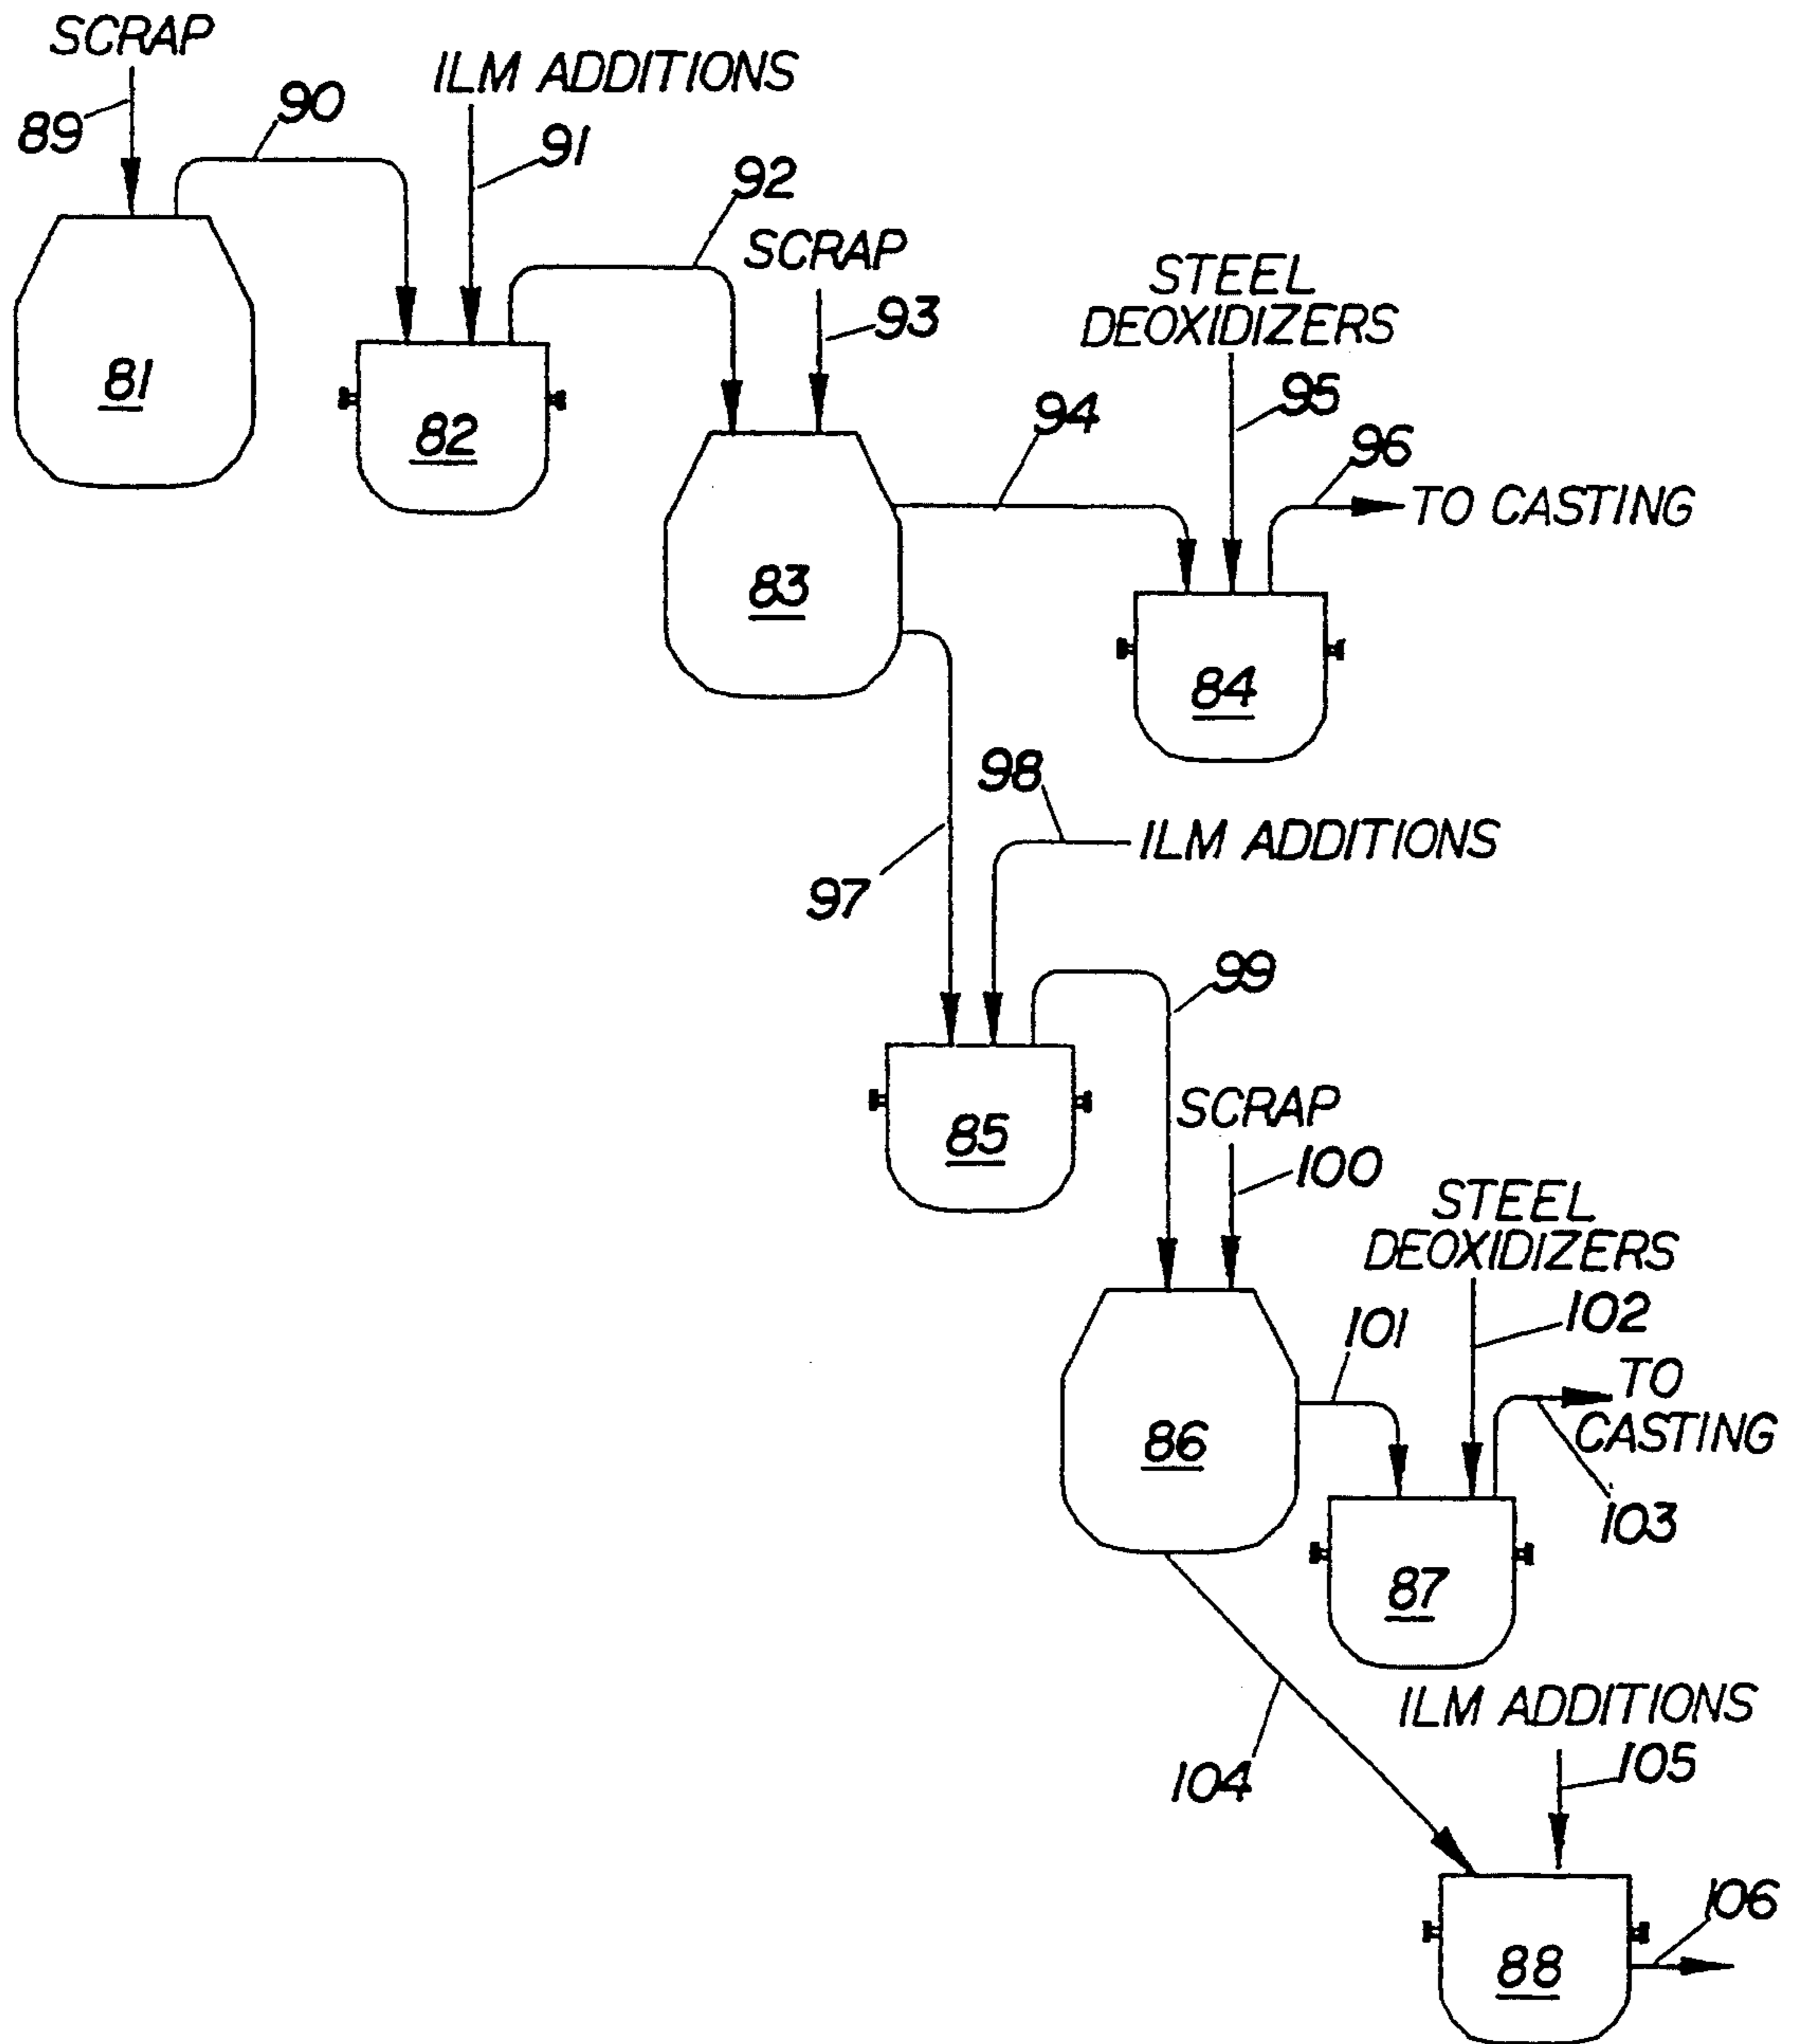 SCRAP
ILM ADDITIONS
89
90
91
92
SCRAP
93
81
82
STEEL
DEOXIDIZERS
94
95
96
TO CASTING
83
84
98
ILM ADDITIONS
97
99
85
SCRAP
100
STEEL
DEOXIDIZERS
101
102
TO
CASTING
86
103
87
ILM ADDITIONS
104
105
106
88